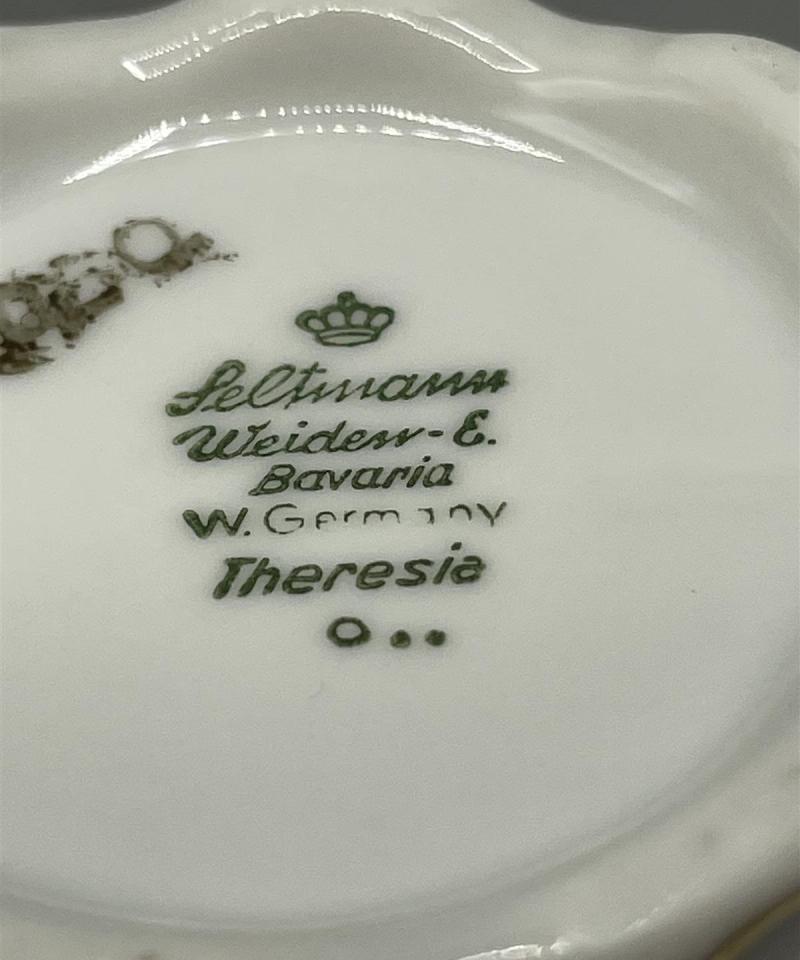 Seltmann
Weiden-E.
Bavaria
W. Germany
Theresia